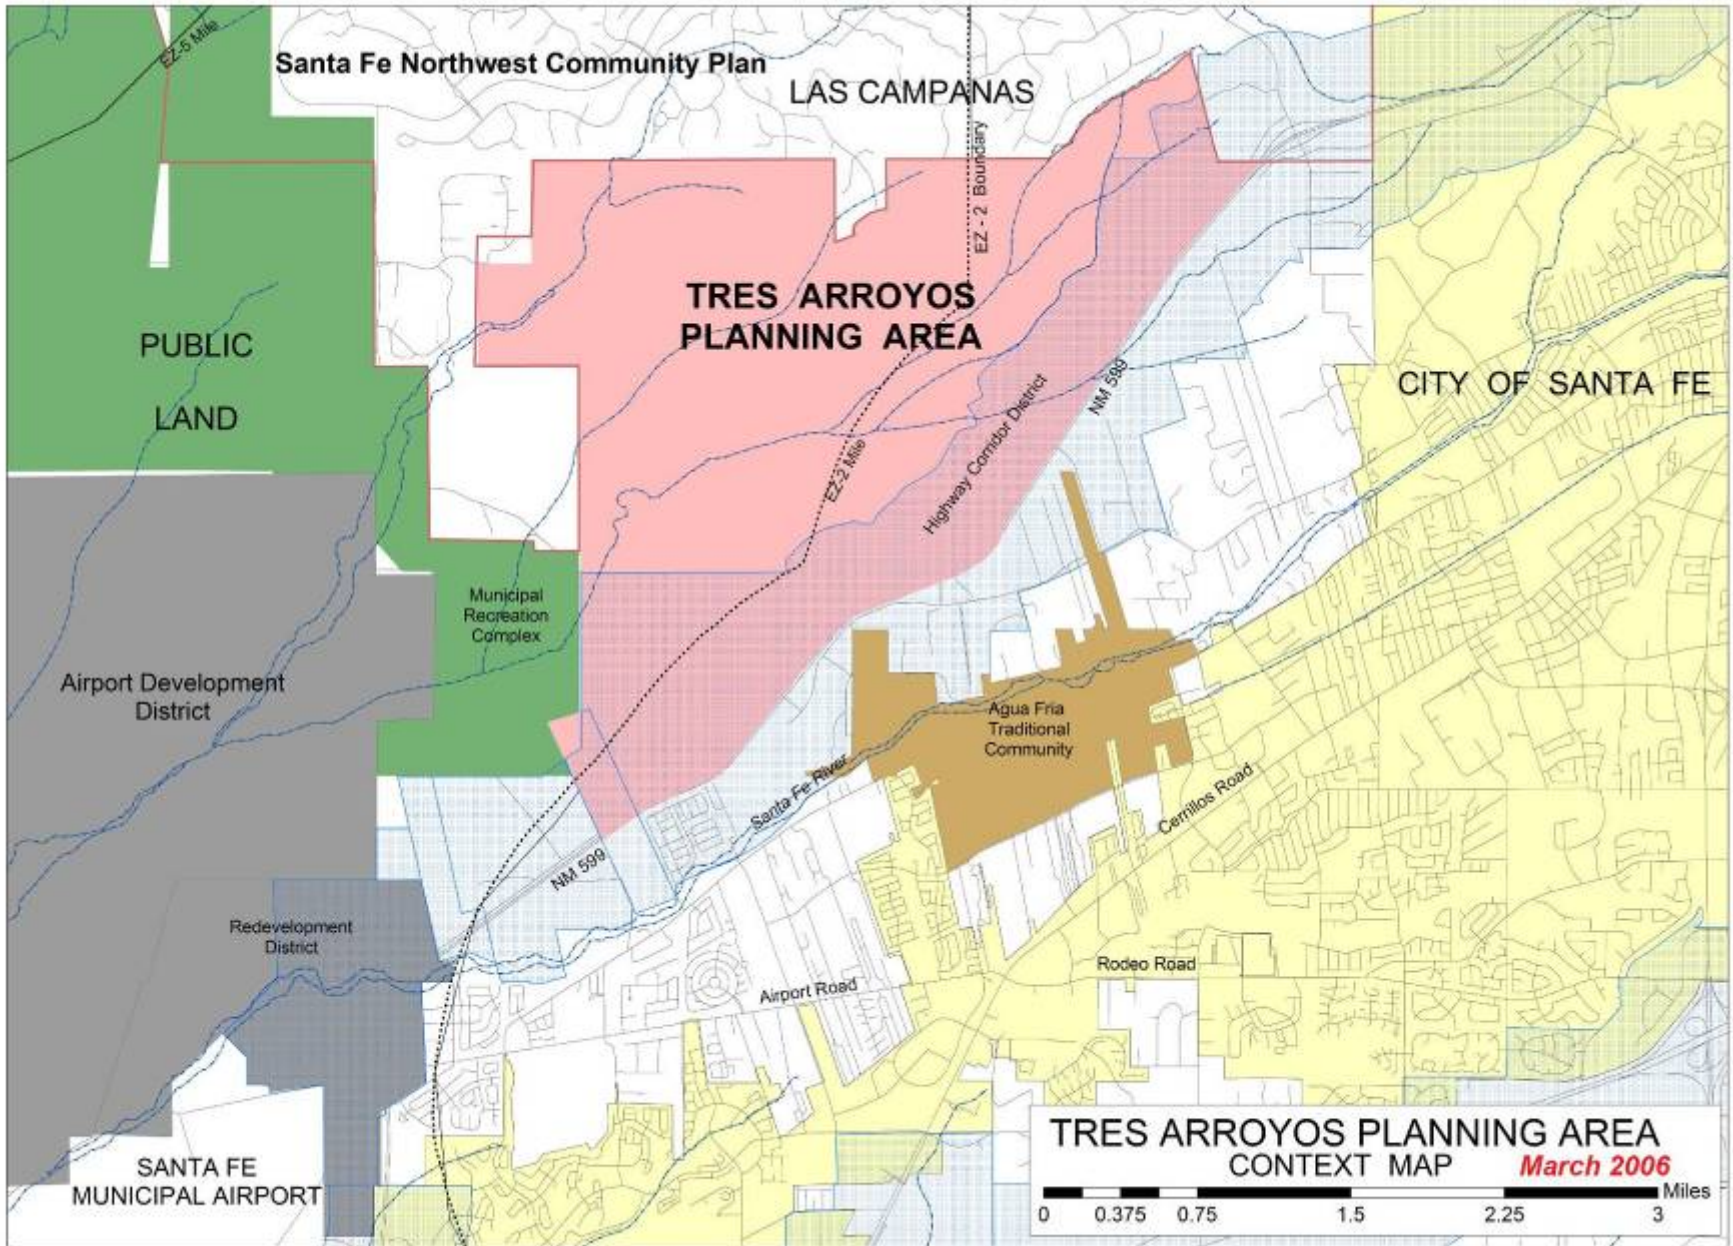 EZ-5 Mile
Santa Fe Northwest Community Plan
LAS CAMPANAS
EZ - 2 Boundary
TRES ARROYOS
PLANNING AREA
PUBLIC
LAND
CITY OF SANTA FE
NM 599
Highway Corridor District
EZ-2 Mile
Municipal
Recreation
Complex
Airport Development
District
Agua Fria
Traditional
Community
Santa Fe River
Cerrillos Road
NM 599
Redevelopment
District
Rodeo Road
Airport Road
SANTA FE
MUNICIPAL AIRPORT
TRES ARROYOS PLANNING AREA
CONTEXT MAP March 2006
Miles
0 0.375 0.75 1.5 2.25 3